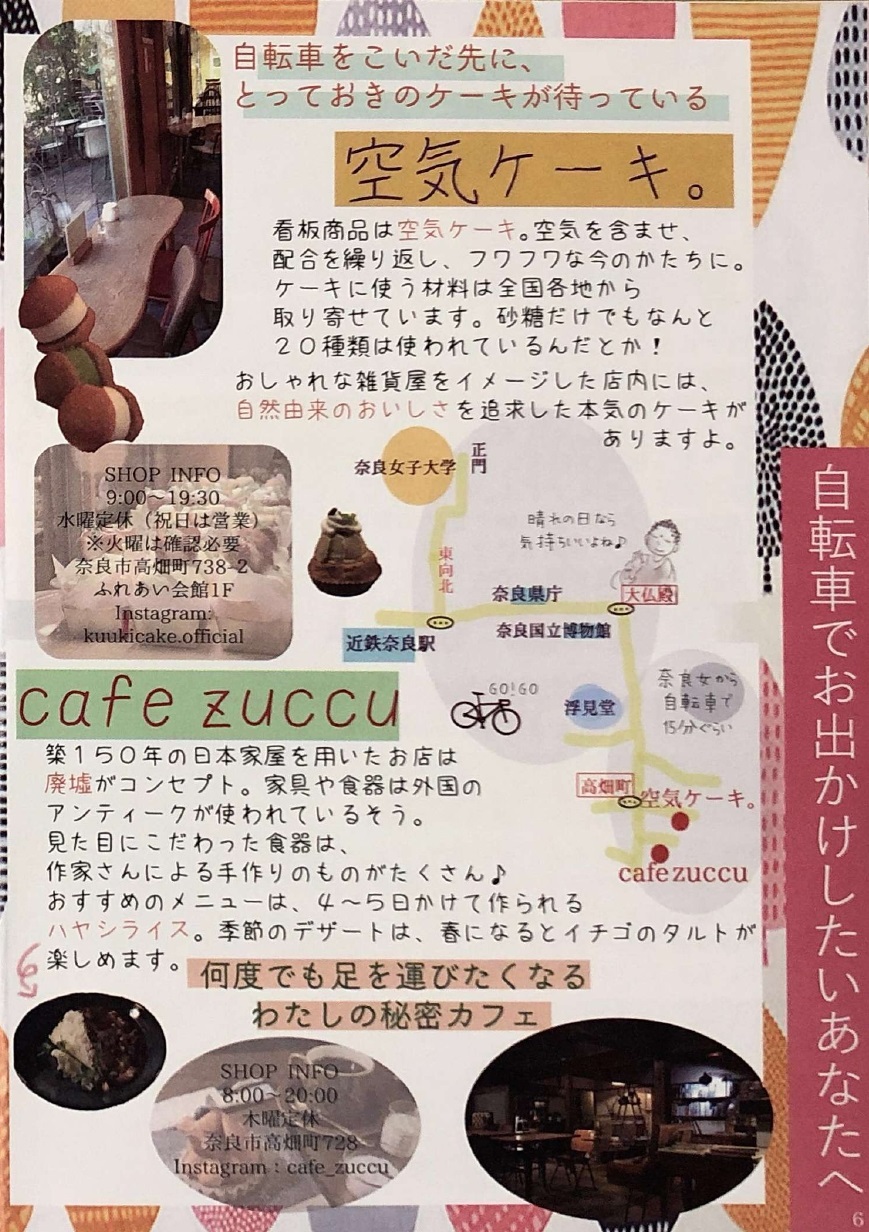 自転車をこいだ先に、
とっておきのケーキが待っている
空気ケーキ。
看板商品は空気ケーキ。空気を含ませ、
配合を繰り返し、フワフワな今のかたちに。
ケーキに使う材料は全国各地から
取り寄せています。砂糖だけでもなんと
２０種類は使われているんだとか！
おしゃれな雑貨屋をイメージした店内には、
自然由来のおいしさを追求した本気のケーキが
ありますよ。
SHOP INFO
9:00〜19:30
水曜定休（祝日は営業）
※火曜は確認必要
奈良市高畑町738-2
ふれあい会館1F
Instagram:
kuukicake.official
奈良女子大学
正門
晴れの日なら
気持ちいいよね♪
東向北
奈良県庁
大仏殿
近鉄奈良駅
奈良国立博物館
GO!GO
浮見堂
奈良女から
自転車で
15分ぐらい
高畑町
空気ケーキ。
cafe zuccu
cafe zuccu
築１５０年の日本家屋を用いたお店は
廃墟がコンセプト。家具や食器は外国の
アンティークが使われているそう。
見た目にこだわった食器は、
作家さんによる手作りのものがたくさん♪
おすすめのメニューは、４〜５日かけて作られる
ハヤシライス。季節のデザートは、春になるとイチゴのタルトが
楽しめます。
何度でも足を運びたくなる
わたしの秘密カフェ
SHOP INFO
8:00〜20:00
木曜定休
奈良市高畑町728
Instagram：cafe_zuccu
自転車でお出かけしたいあなたへ
6